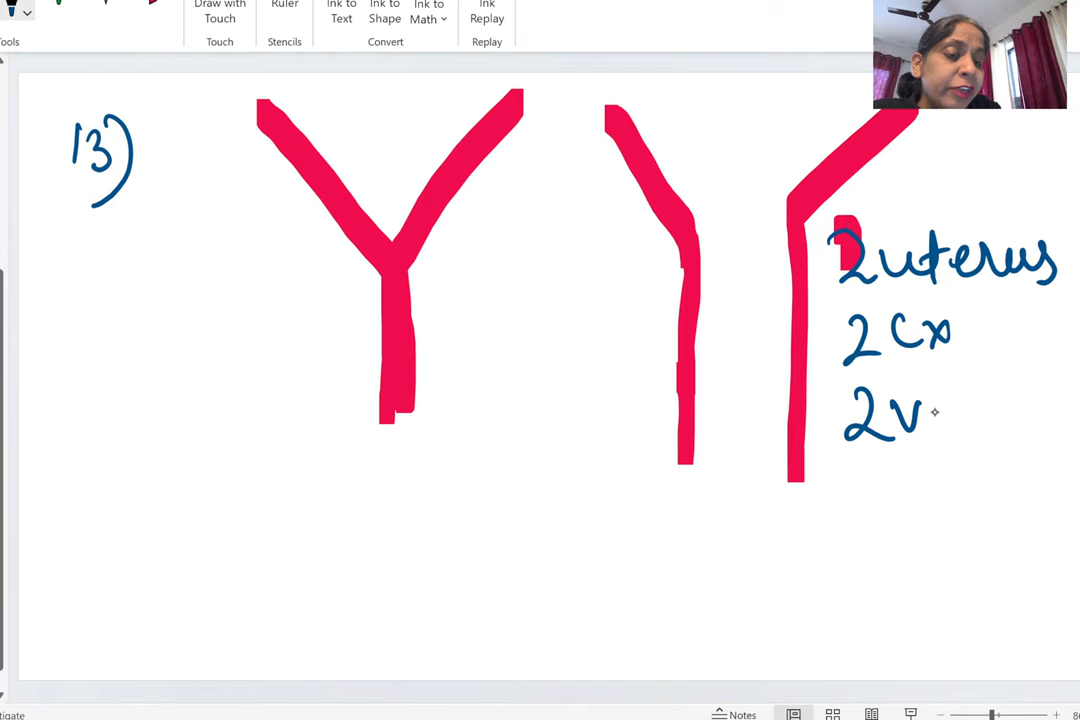 Draw with Touch
Ruler
Ink to Text
Ink to Shape
Ink to Math
Ink Replay
Touch
Stencils
Convert
Replay
13)
2 uterus
2 Cx
2 v
Notes